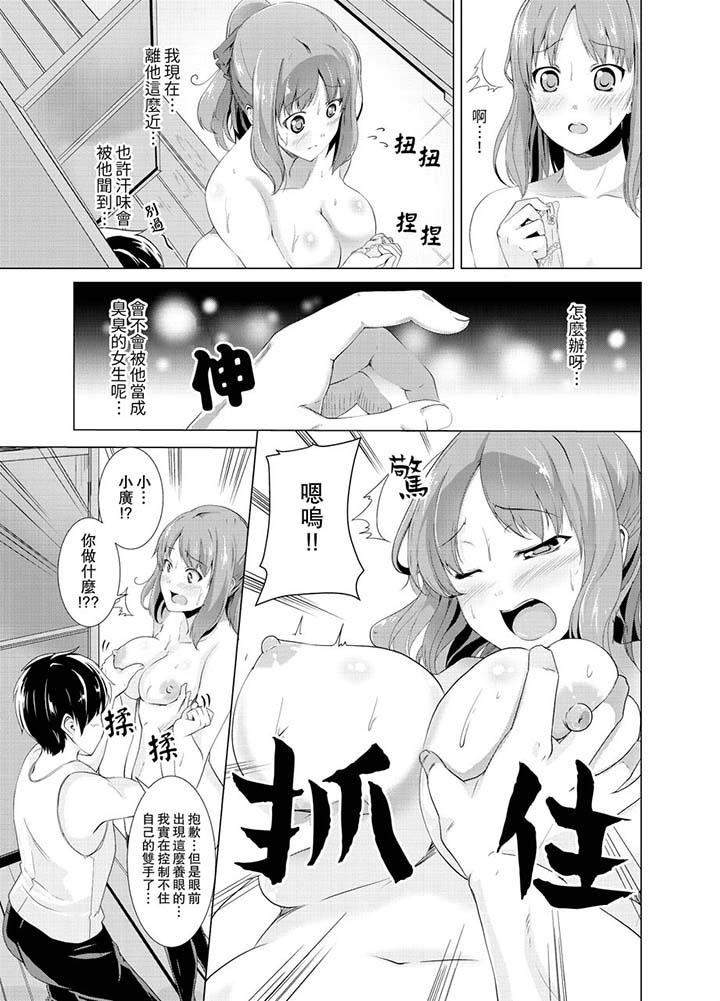 啊…！
扭
扭
捏
捏
我現在…
離他這麼近…
也許汗味會
被他聞到…
別過
怎麼辦呀…
伸
會不會被他當成
臭臭的女生呢…
驚
嗯嗚!!
抓
住
小…
小廣!?
你做什麼
!??
揉
揉
抱歉…但是眼前
出現這麼養眼的…
我實在控制不住
自己的雙手了…